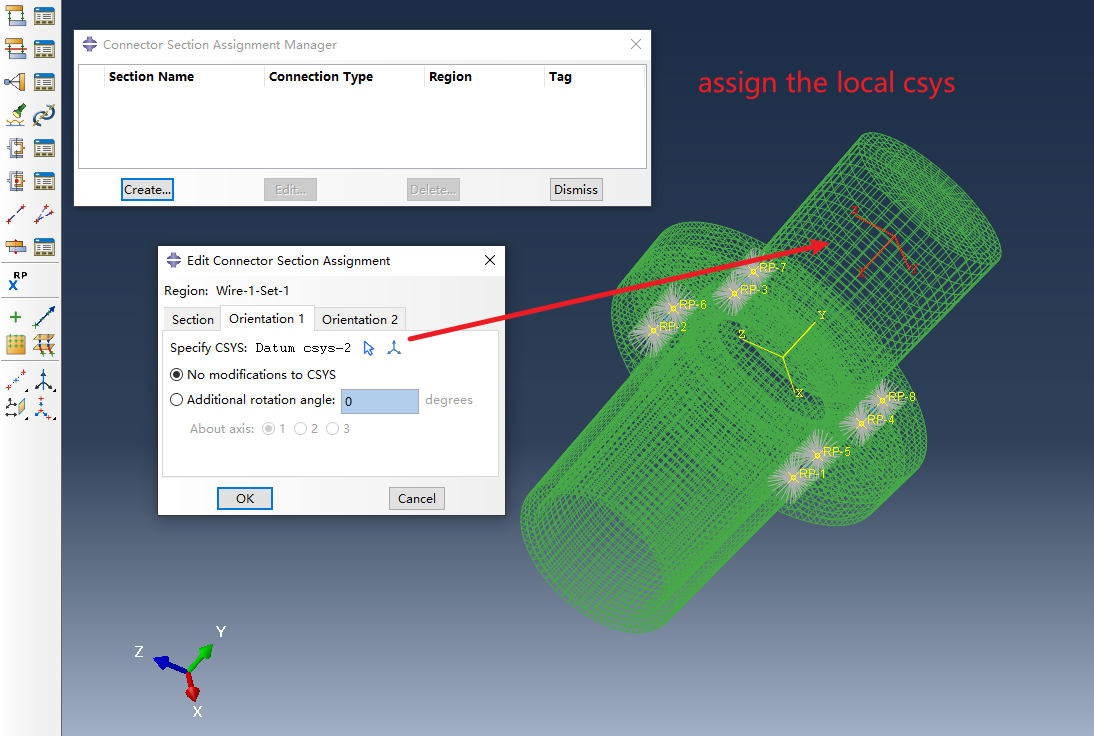 RP
X
Connector Section Assignment Manager
Section Name Connection Type Region Tag
Create... Edit... Delete... Dismiss
assign the local csys
Edit Connector Section Assignment
Region: Wire-1-Set-1
Section Orientation 1 Orientation 2
Specify CSYS: Datum csys-2
No modifications to CSYS
Additional rotation angle: 0 degrees
About axis: 1 2 3
OK Cancel
RP-7
RP-3
RP-6
RP-2
Y
Z
X
RP-8
RP-4
RP-5
RP-1
Y
Z
X